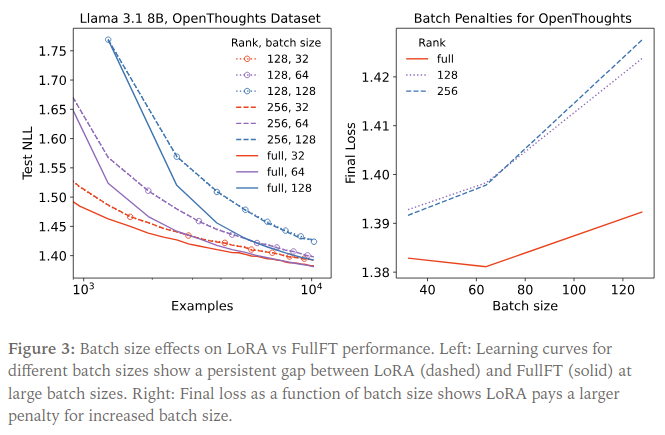 Llama 3.1 8B, OpenThoughts Dataset
Test NLL
1.75
1.70
1.65
1.60
1.55
1.50
1.45
1.40
Rank, batch size
128, 32
128, 64
128, 128
256, 32
256, 64
256, 128
full, 32
full, 64
full, 128
10³
10⁴
Examples
Batch Penalties for OpenThoughts
Final Loss
1.42
1.41
1.40
1.39
1.38
Rank
full
128
256
40
60
80
100
120
Batch size
Figure 3: Batch size effects on LoRA vs FullFT performance. Left: Learning curves for
different batch sizes show a persistent gap between LoRA (dashed) and FullFT (solid) at
large batch sizes. Right: Final loss as a function of batch size shows LoRA pays a larger
penalty for increased batch size.